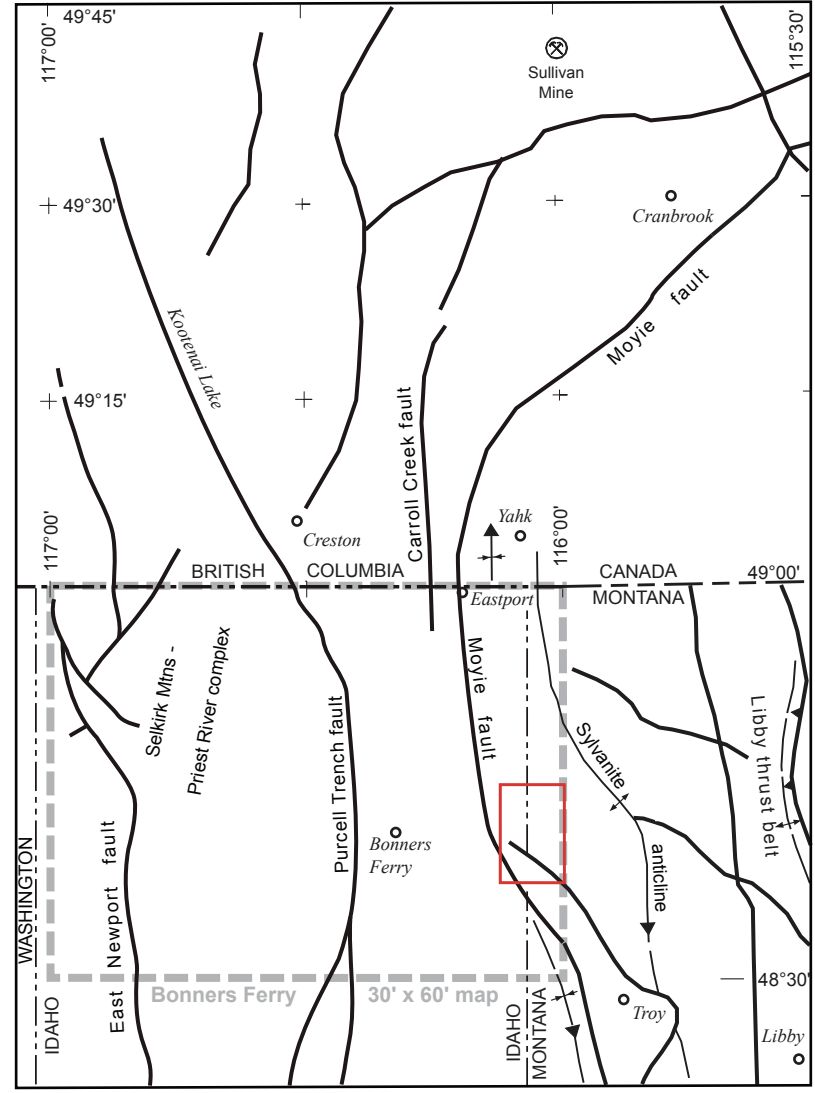 49°45'
117°00'
115°30'
Sullivan
Mine
49°30'
Cranbrook
Moyie fault
Kootenai Lake
49°15'
Carroll Creek fault
117°00'
Creston
Yahk
116°00'
BRITISH COLUMBIA
CANADA
49°00'
Eastport
MONTANA
Selkirk Mtns -
Priest River complex
Moyie fault
Purcell Trench fault
Sylvanite
anticline
Libby thrust belt
Bonners
Ferry
WASHINGTON
East Newport fault
48°30'
Bonners Ferry 30' x 60' map
IDAHO
IDAHO
MONTANA
Troy
Libby